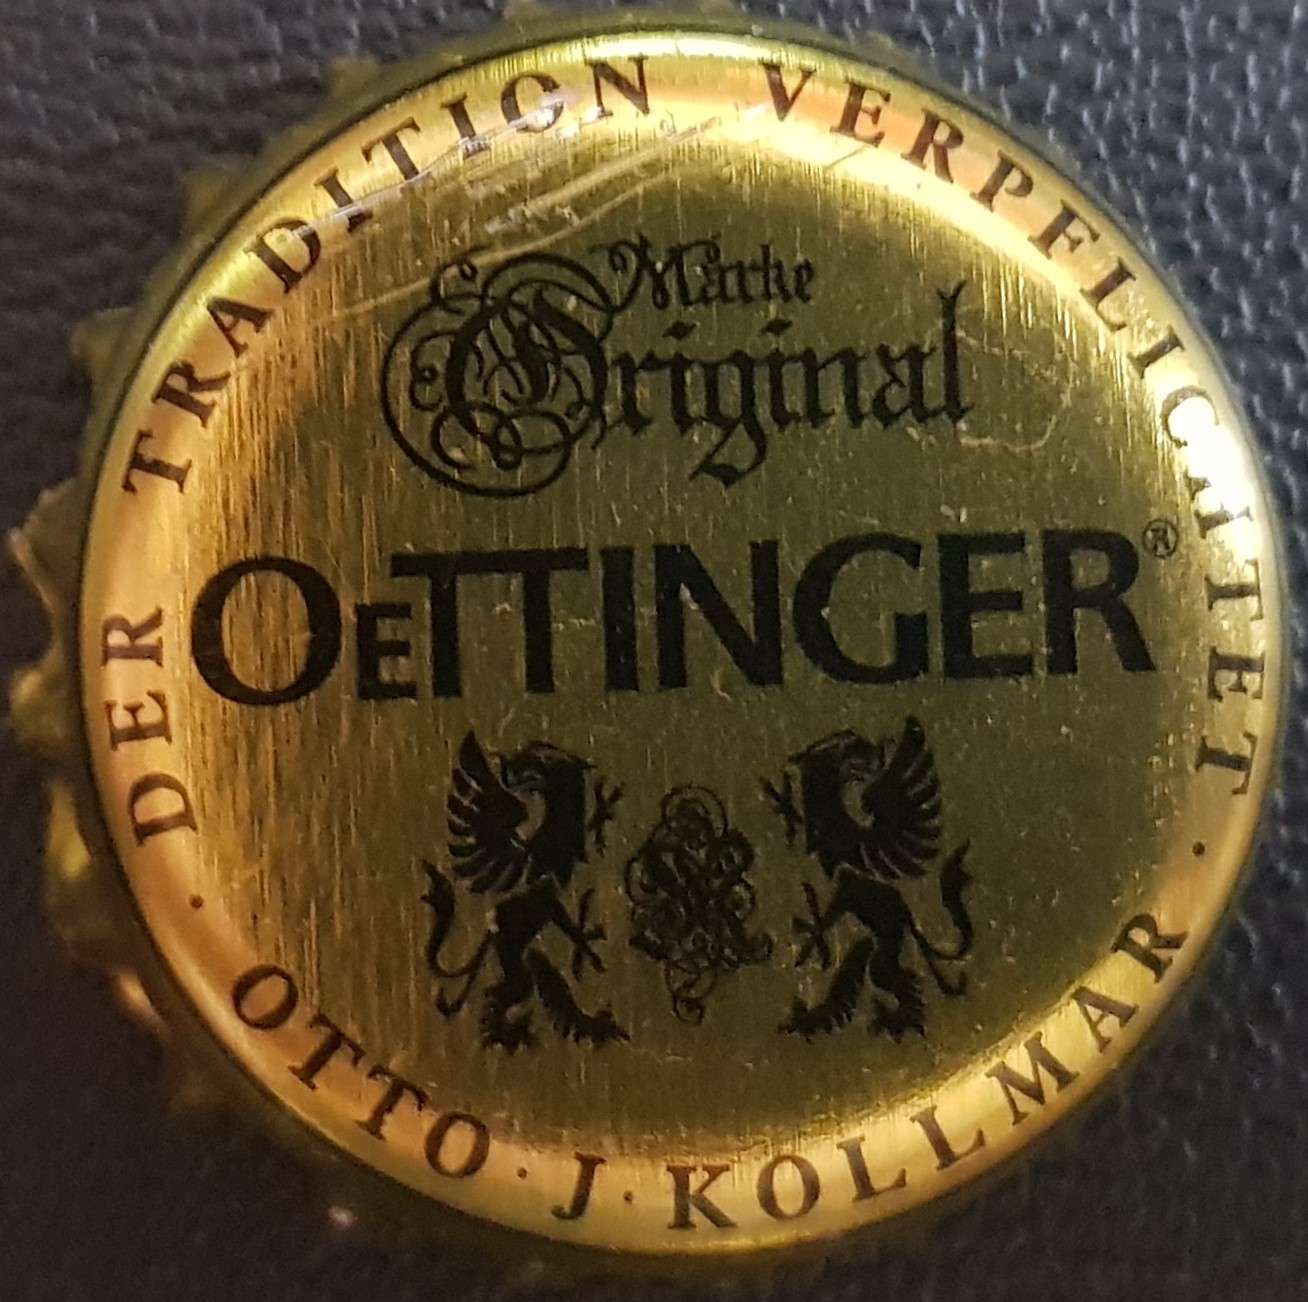 DER TRADITION VERPFLICHTET
Marke
Original
OeTTINGER®
· OTTO · J · KOLLMAR ·